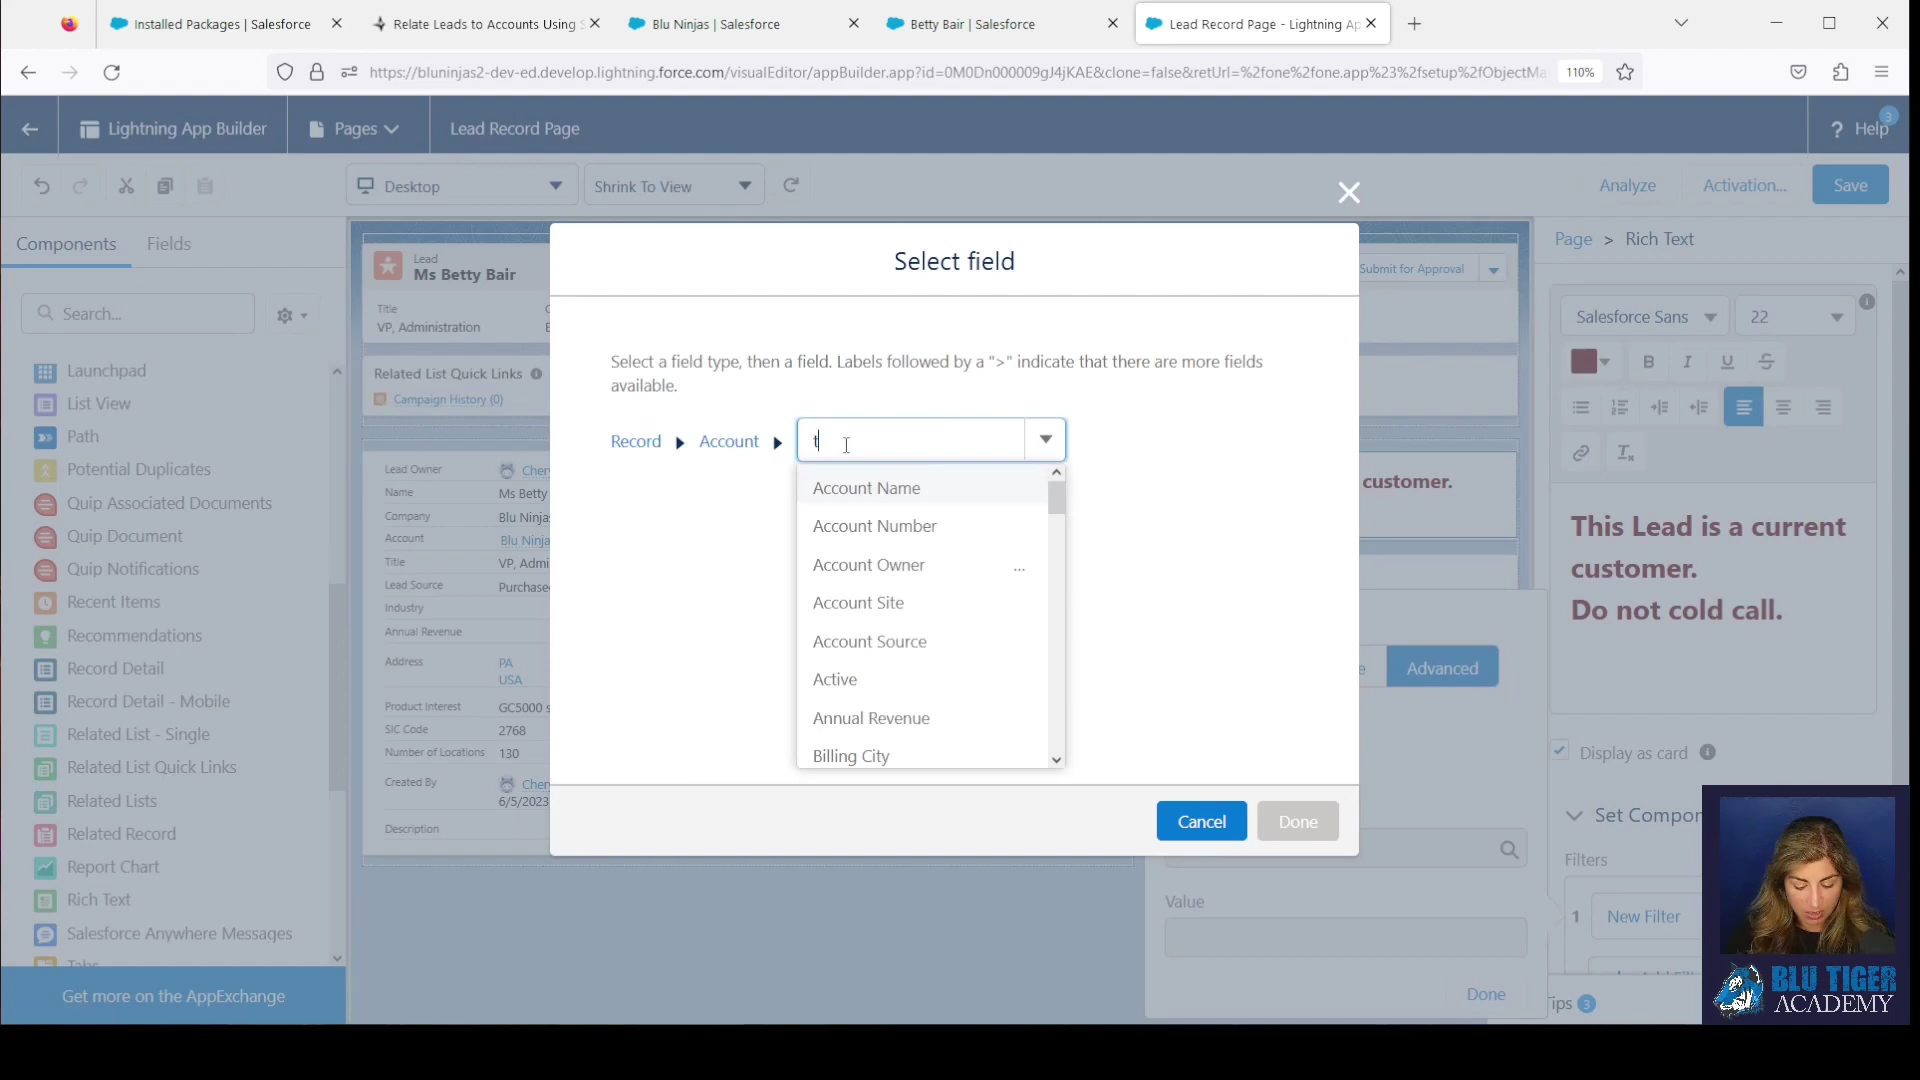 Installed Packages | Salesforce
Relate Leads to Accounts Using S
Blu Ninjas | Salesforce
Betty Bair | Salesforce
Lead Record Page - Lightning Ap
https://bluninjas2-dev-ed.develop.lightning.force.com/visualEditor/appBuilder.app?id=0M0Dn000009gJ4jKAE&clone=false&retUrl=%2fone%2fone.app%23%2fsetup%2fObjectMa
110%
Lightning App Builder
Pages
Lead Record Page
? Help
3
Desktop
Shrink To View
Analyze
Activation...
Save
Components
Fields
Search...
Launchpad
List View
Path
Potential Duplicates
Quip Associated Documents
Quip Document
Quip Notifications
Recent Items
Recommendations
Record Detail
Record Detail - Mobile
Related List - Single
Related List Quick Links
Related Lists
Related Record
Report Chart
Rich Text
Salesforce Anywhere Messages
Tabs
Get more on the AppExchange
Lead
Ms Betty Bair
Title
VP, Administration
Related List Quick Links
Campaign History (0)
Lead Owner Cher
Name Ms Betty
Company Blu Ninja
Account Blu Ninja
Title VP, Admi
Lead Source Purchase
Industry
Annual Revenue
Address PA
USA
Product Interest GC5000 s
SIC Code 2768
Number of Locations 130
Created By Cher
6/5/2023
Description
Select field
Select a field type, then a field. Labels followed by a ">" indicate that there are more fields
available.
Record
Account
t
Account Name
Account Number
Account Owner ...
Account Site
Account Source
Active
Annual Revenue
Billing City
Cancel
Done
Submit for Approval
customer.
Advanced
Value
Done
Page > Rich Text
Salesforce Sans
22
B I U S
This Lead is a current
customer.
Do not cold call.
Display as card
Set Compon
Filters
1 New Filter
ips 3
BLU TIGER
ACADEMY